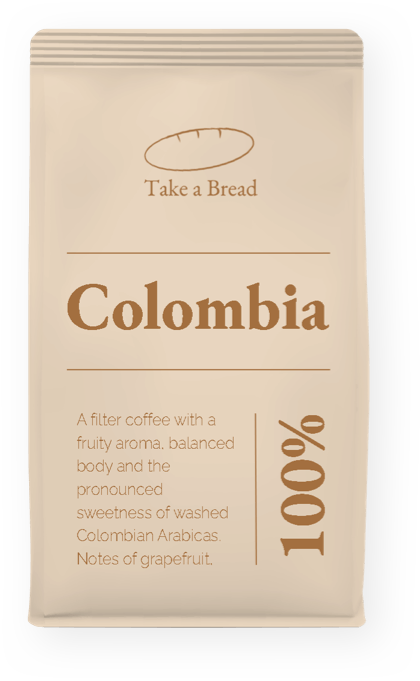 Take a Bread
Colombia
A filter coffee with a
fruity aroma, balanced
body and the
pronounced
sweetness of washed
Colombian Arabicas.
Notes of grapefruit.
100%